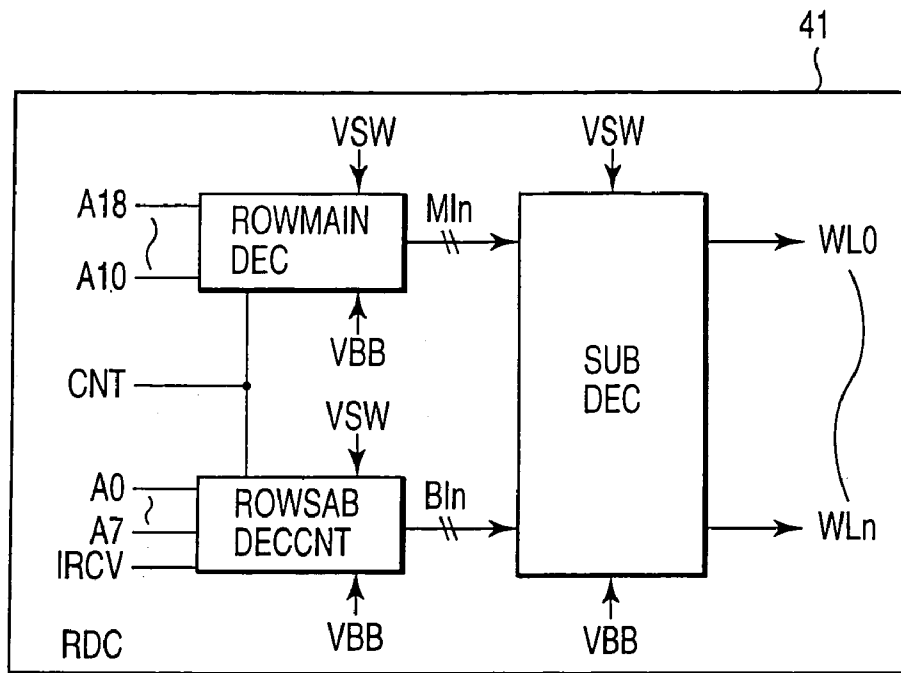 41
VSW
VSW
A18
ROWMAIN
DEC
MIn
WL0
A10
VBB
CNT
SUB
DEC
VSW
A0
ROWSAB
DECCNT
BIn
A7
WLn
IRCV
VBB
VBB
RDC